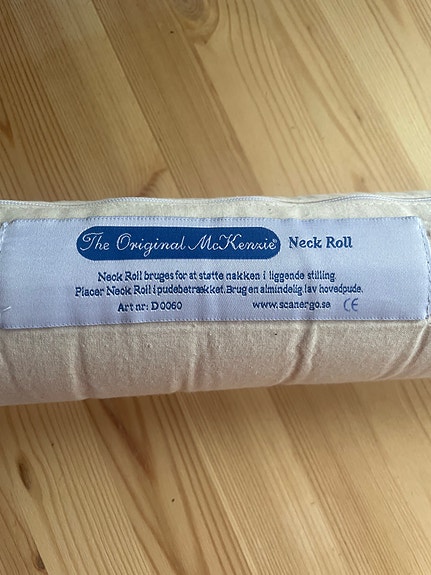 The Original McKenzie® Neck Roll
Neck Roll bruges for at støtte nakken i liggende stilling.
Placer Neck Roll i pudebetrækket. Brug en almindelig, lav hovedpude.
Art nr: D0060 www.scanergo.se CE